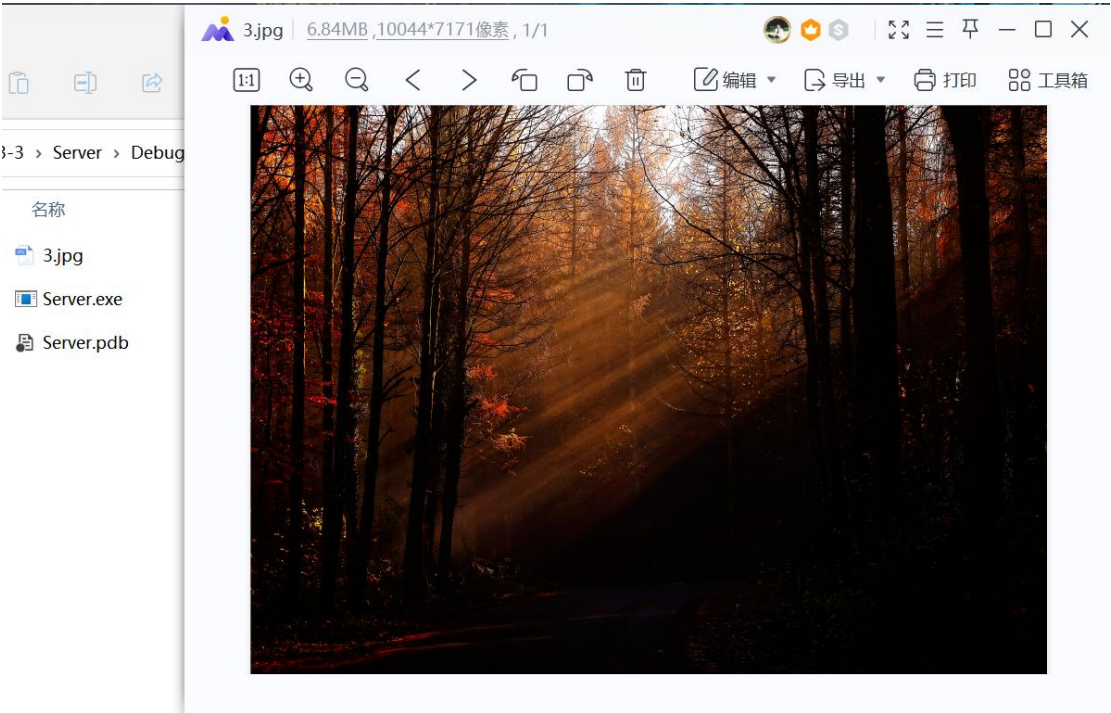 3.jpg 6.84MB ,10044*7171像素 , 1/1
S
1:1 编辑 导出 打印 工具箱
3-3 › Server › Debug
名称
3.jpg
Server.exe
Server.pdb